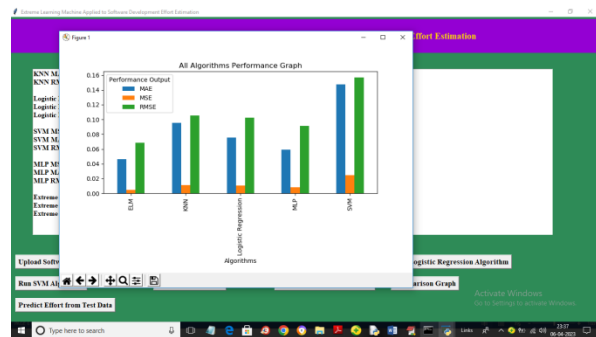 Extreme Learning Machine Applied to Software Development Effort Estimation
Figure 1
Effort Estimation
All Algorithms Performance Graph
Performance Output
MAE
MSE
RMSE
0.16
0.14
0.12
0.10
0.08
0.06
0.04
0.02
0.00
ELM
KNN
Logistic Regression
MLP
SVM
Algorithms
KNN
KNN
Logistic
Logistic
Logistic
SVM
SVM
SVM
MLP
MLP
MLP
Extreme
Extreme
Extreme
Upload
Logistic Regression Algorithm
Run SVM
Graph
Predict Effort from Test Data
Activate Windows
Go to Settings to activate Windows.
Type here to search
Links
23:37
06-04-2023